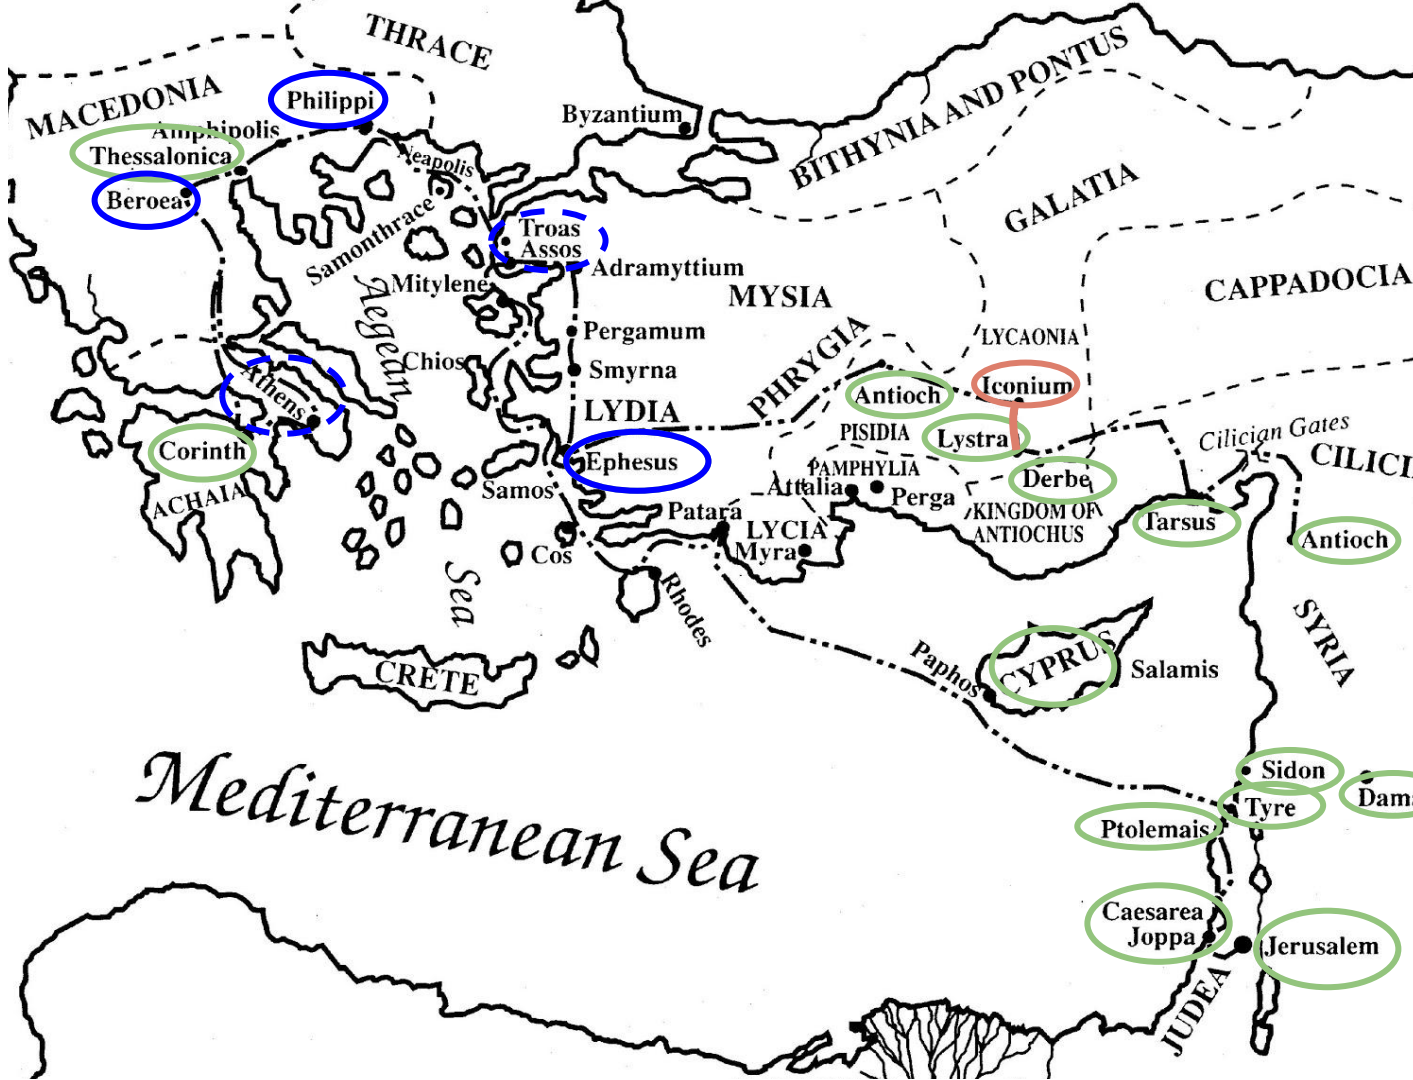 THRACE
MACEDONIA
Philippi
Byzantium
BITHYNIA AND PONTUS
Amphipolis
Thessalonica
Neapolis
Beroea
Samonthrace
GALATIA
Troas
Assos
Adramyttium
Mitylene
MYSIA
CAPPADOCIA
Aegean
Sea
Pergamum
LYCAONIA
PHRYGIA
Chios
Smyrna
Iconium
Antioch
Athens
LYDIA
PISIDIA
Lystra
Cilician Gates
Corinth
Ephesus
PAMPHYLIA
CILICI
Samos
Attalia
Perga
Derbe
ACHAIA
Patara
LYCIA
KINGDOM OF
ANTIOCHUS
Tarsus
Antioch
Cos
Myra
Rhodes
SYRIA
CRETE
Paphos
CYPRUS
Salamis
Mediterranean Sea
Sidon
Dam
Tyre
Ptolemais
Caesarea
Joppa
Jerusalem
JUDEA